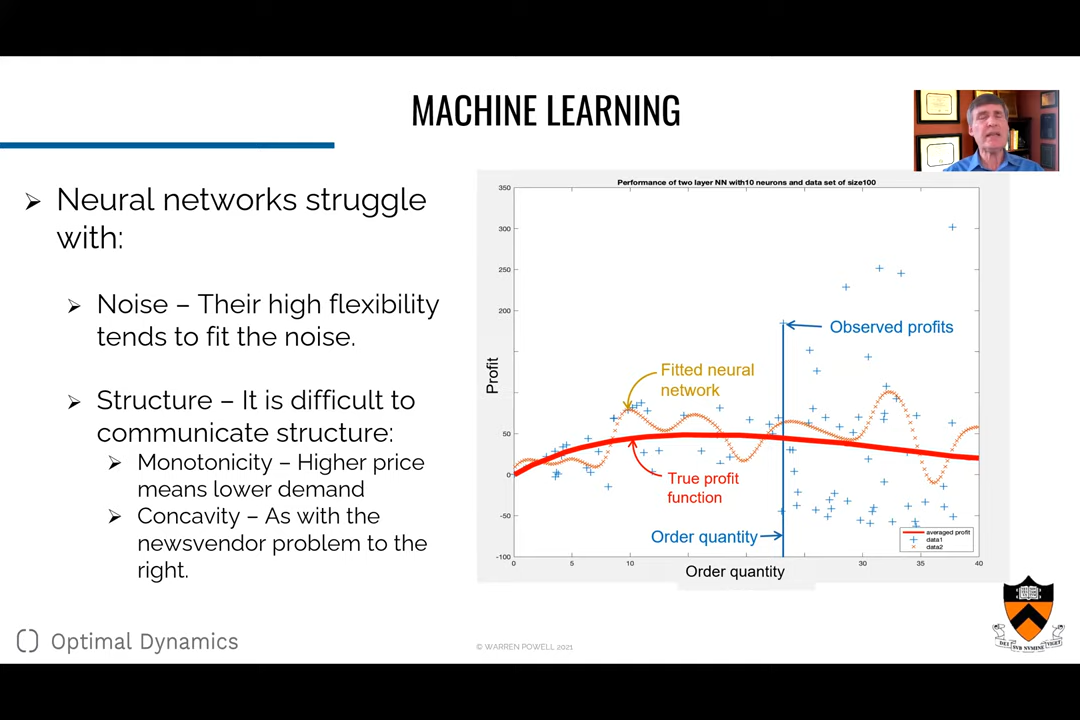 MACHINE LEARNING
➢ Neural networks struggle
with:
➢ Noise – Their high flexibility
tends to fit the noise.
➢ Structure – It is difficult to
communicate structure:
➢ Monotonicity – Higher price
means lower demand
➢ Concavity – As with the
newsvendor problem to the
right.
Performance of two layer NN with10 neurons and data set of size100
350
300
250
200
50
0
-50
-100
Profit
0 5 10 25 30 35 40
Order quantity
Observed profits
Fitted neural
network
True profit
function
Order quantity
averaged profit
data1
data2
Optimal Dynamics
© WARREN POWELL 2021